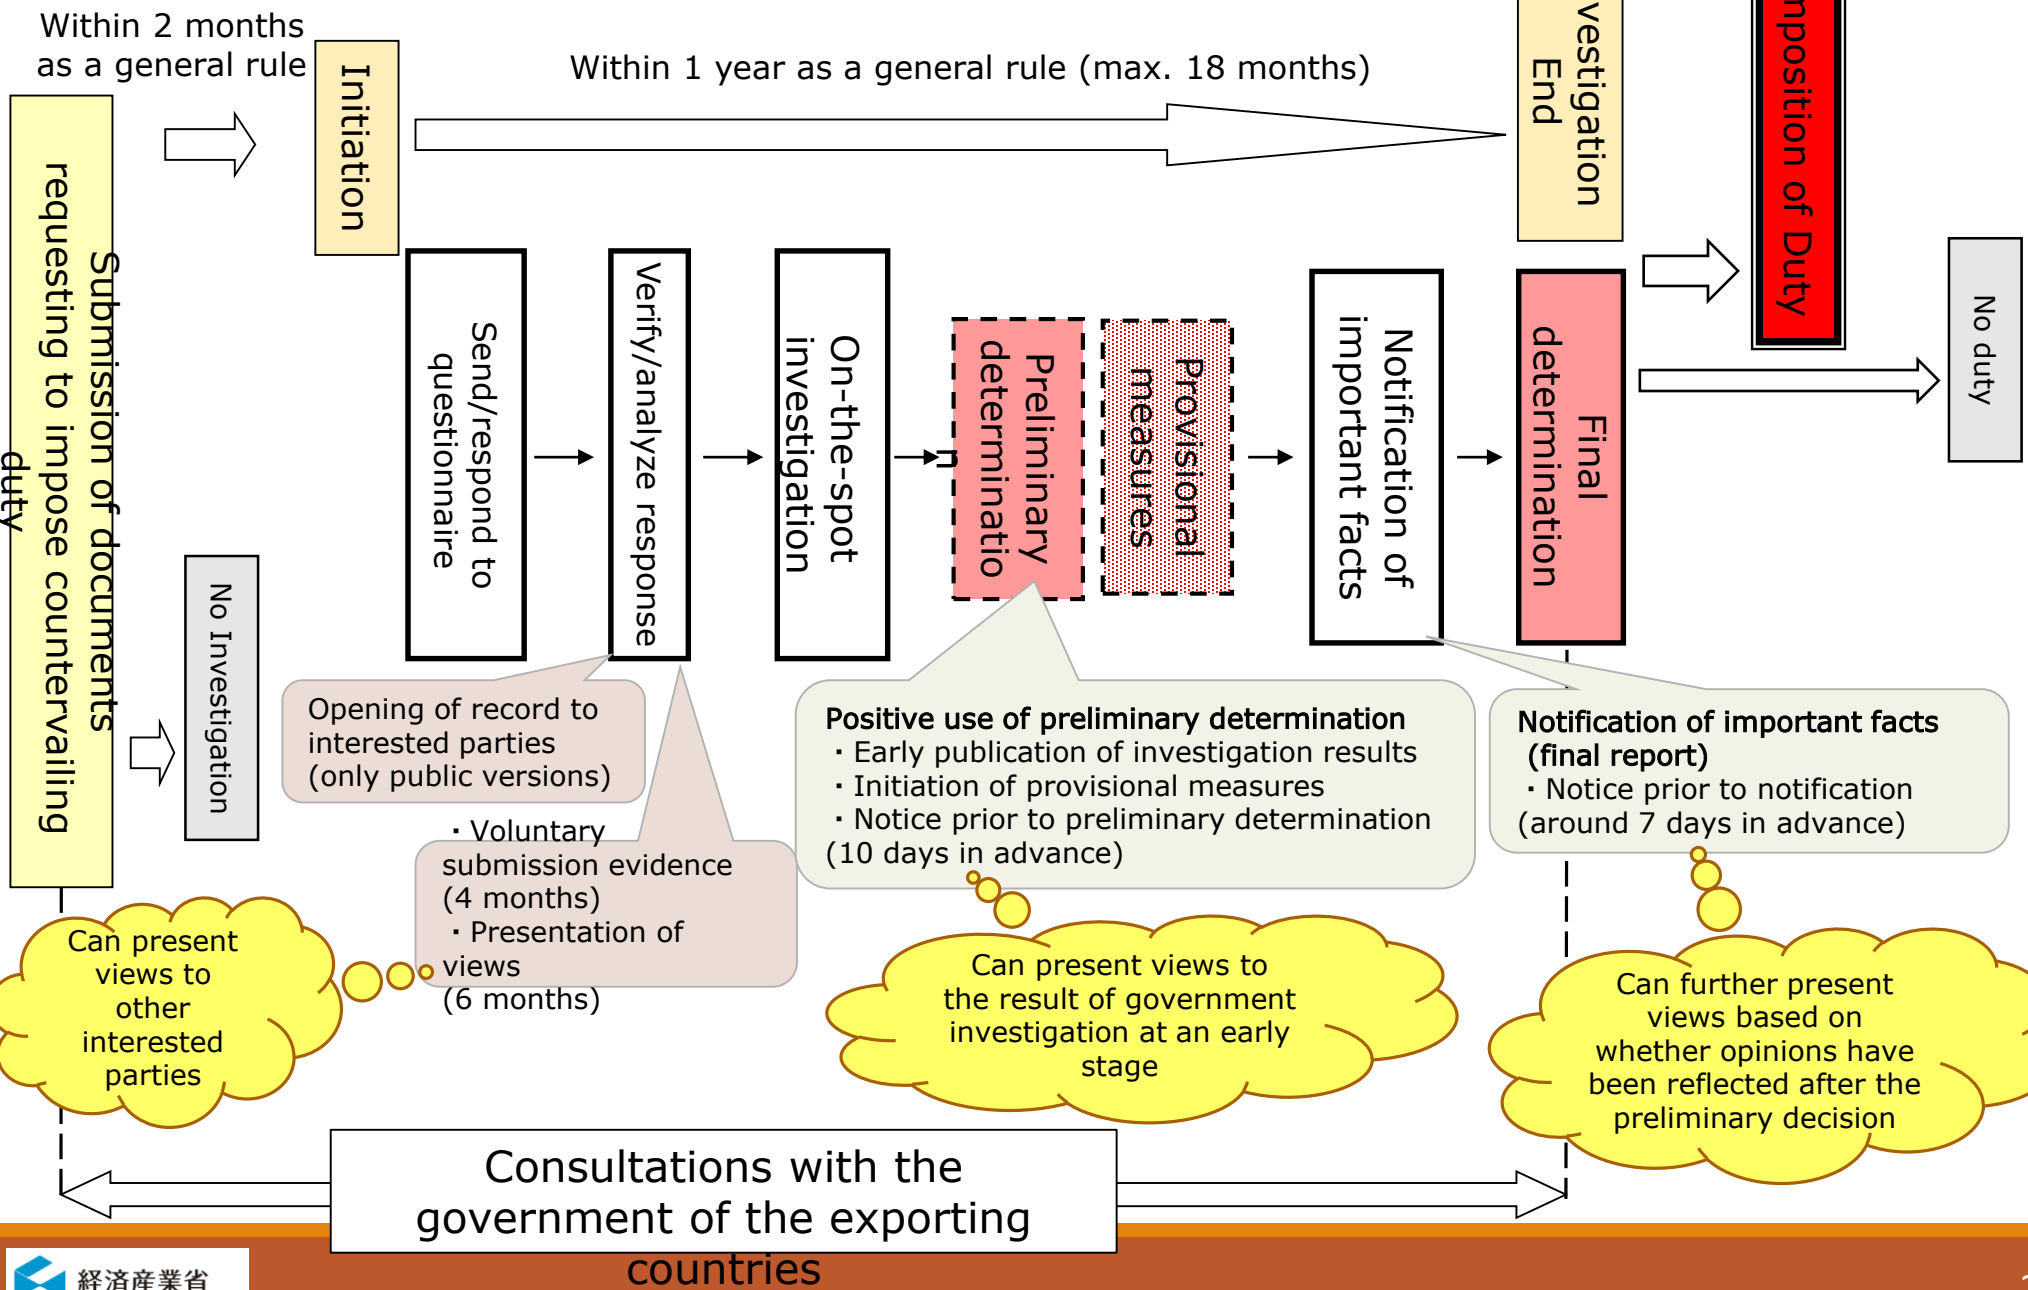 Within 2 months
as a general rule
Initiation
Within 1 year as a general rule (max. 18 months)
vestigation
End
mposition of Duty
No duty
Submission of documents
requesting to impose countervailing
duty
No Investigation
Send/respond to
questionnaire
Verify/analyze response
On-the-spot
investigation
Preliminary
determinatio
n
Provisional
measures
Notification of
important facts
Final
determination
Opening of record to
interested parties
(only public versions)
・Voluntary
submission evidence
(4 months)
・Presentation of
views
(6 months)
Positive use of preliminary determination
・Early publication of investigation results
・Initiation of provisional measures
・Notice prior to preliminary determination
(10 days in advance)
Notification of important facts
(final report)
・Notice prior to notification
(around 7 days in advance)
Can present
views to
other
interested
parties
Can present views to
the result of government
investigation at an early
stage
Can further present
views based on
whether opinions have
been reflected after the
preliminary decision
Consultations with the
government of the exporting
countries
経済産業省